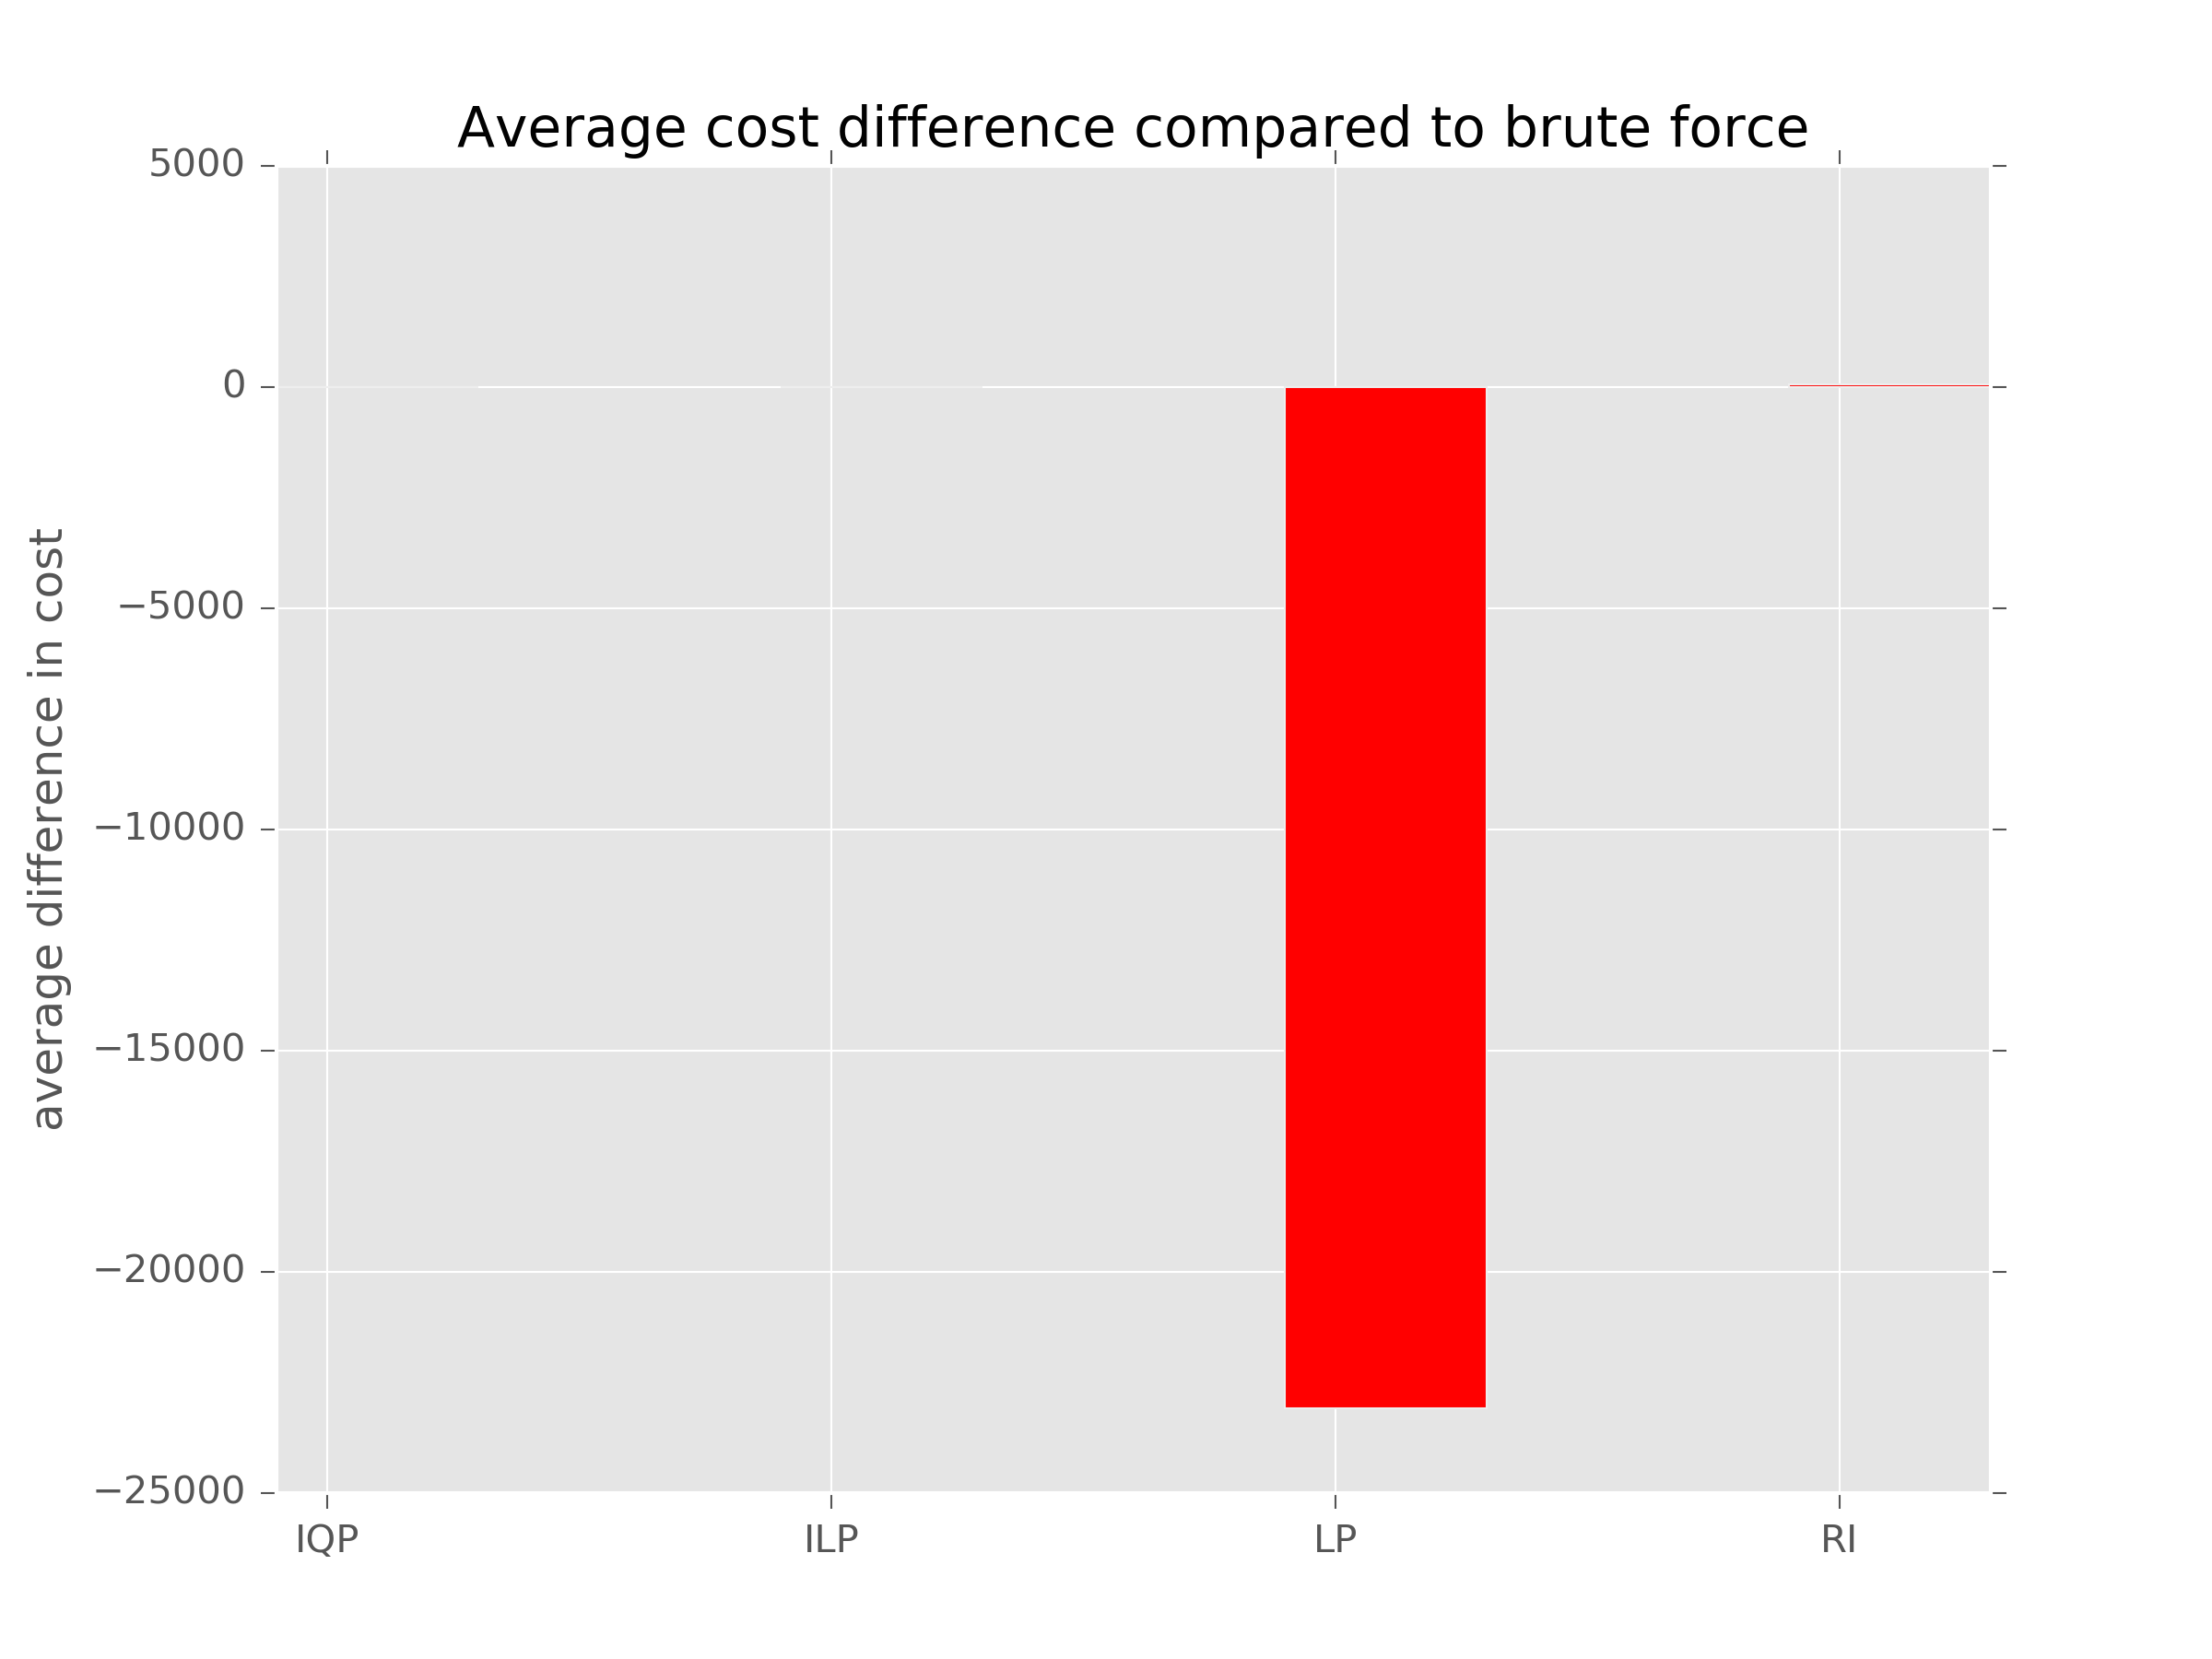 Average cost difference compared to brute force
5000
0
−5000
−10000
−15000
−20000
−25000
average difference in cost
IQP ILP LP RI